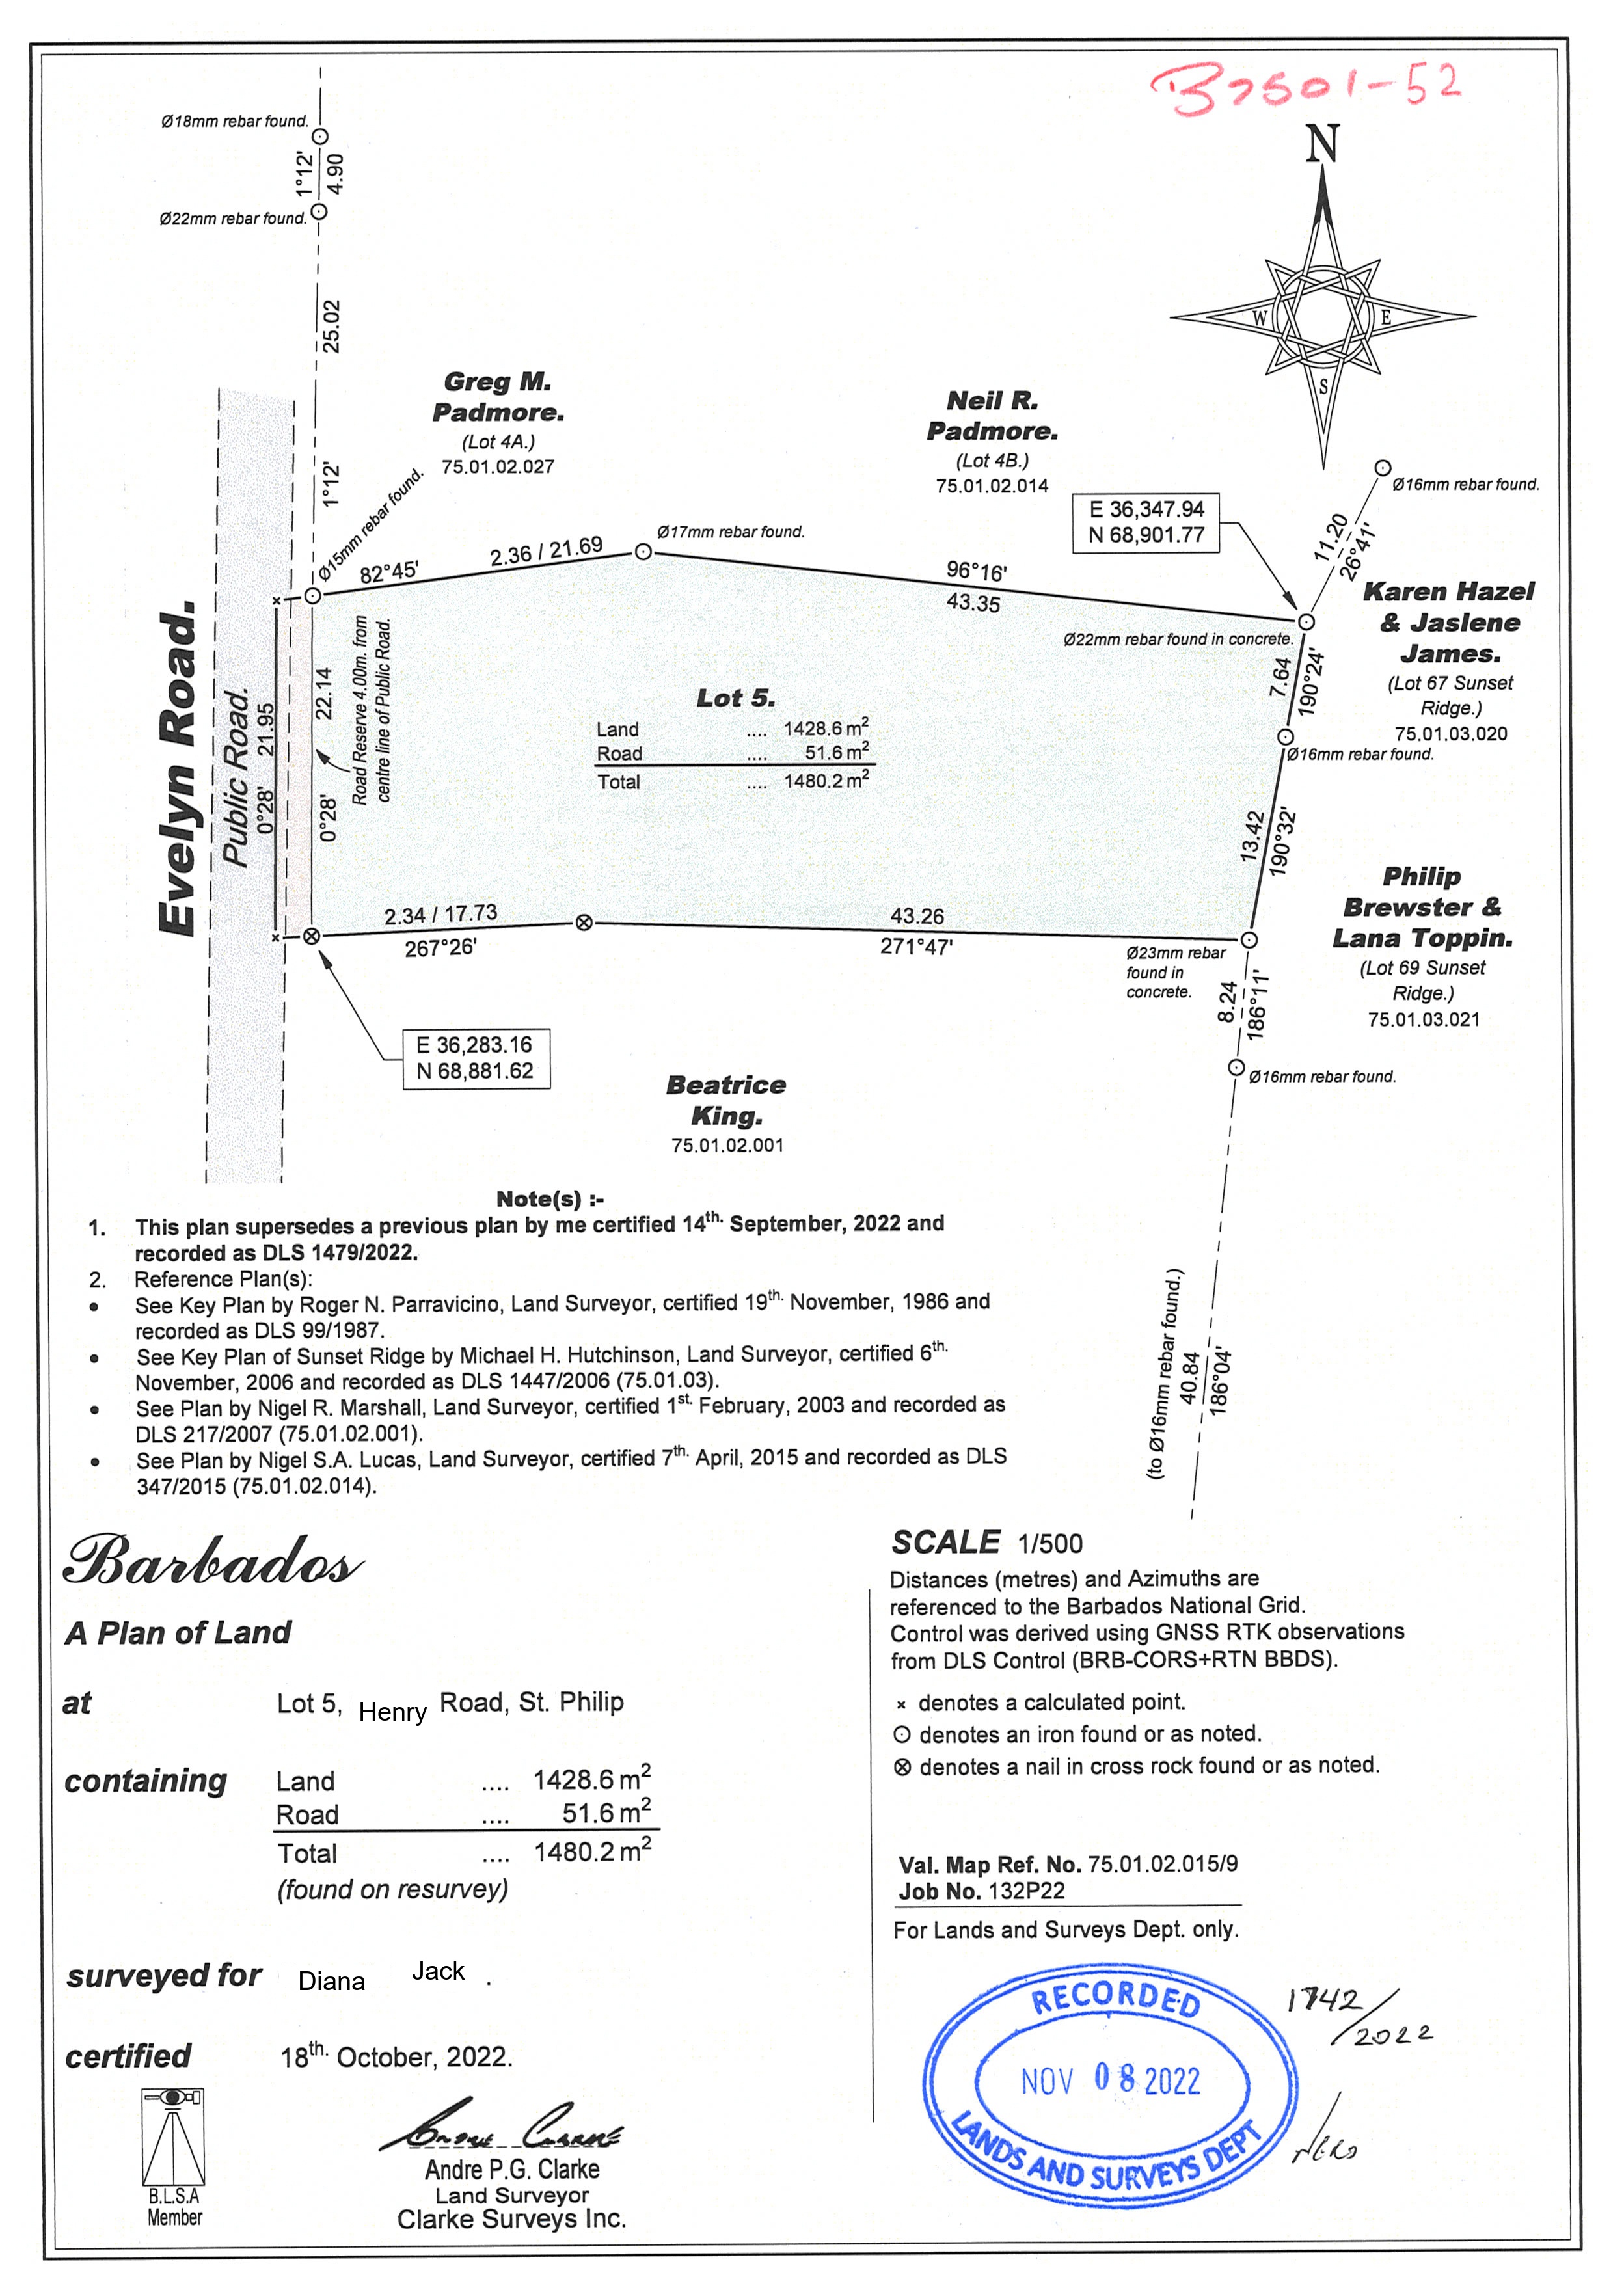 B7501-52
N
W
E
S
Ø18mm rebar found.
1°12'
4.90
Ø22mm rebar found.
25.02
1°12'
Greg M.
Padmore.
(Lot 4A.)
75.01.02.027
Neil R.
Padmore.
(Lot 4B.)
75.01.02.014
Ø15mm rebar found.
82°45'
2.36 / 21.69
Ø17mm rebar found.
96°16'
43.35
E 36,347.94
N 68,901.77
Ø16mm rebar found.
11.20
26°41'
Karen Hazel
& Jaslene
James.
(Lot 67 Sunset
Ridge.)
75.01.03.020
Ø22mm rebar found in concrete.
7.64
190°24'
Ø16mm rebar found.
Evelyn Road.
Public Road.
0°28' 21.95
22.14
0°28'
Road Reserve 4.00m. from
centre line of Public Road.
Lot 5.
Land .... 1428.6 m²
Road .... 51.6 m²
Total .... 1480.2 m²
13.42
190°32'
Philip
Brewster &
Lana Toppin.
(Lot 69 Sunset
Ridge.)
75.01.03.021
2.34 / 17.73
267°26'
43.26
271°47'
Ø23mm rebar
found in
concrete.
8.24
186°11'
Ø16mm rebar found.
E 36,283.16
N 68,881.62
Beatrice
King.
75.01.02.001
(to Ø16mm rebar found.)
40.84
186°04'
Note(s) :-
1. This plan supersedes a previous plan by me certified 14th. September, 2022 and
recorded as DLS 1479/2022.
2. Reference Plan(s):
• See Key Plan by Roger N. Parravicino, Land Surveyor, certified 19th. November, 1986 and
recorded as DLS 99/1987.
• See Key Plan of Sunset Ridge by Michael H. Hutchinson, Land Surveyor, certified 6th.
November, 2006 and recorded as DLS 1447/2006 (75.01.03).
• See Plan by Nigel R. Marshall, Land Surveyor, certified 1st. February, 2003 and recorded as
DLS 217/2007 (75.01.02.001).
• See Plan by Nigel S.A. Lucas, Land Surveyor, certified 7th. April, 2015 and recorded as DLS
347/2015 (75.01.02.014).
Barbados
A Plan of Land
at Lot 5, Henry Road, St. Philip
containing Land .... 1428.6 m²
Road .... 51.6 m²
Total .... 1480.2 m²
(found on resurvey)
surveyed for Diana Jack .
certified 18th. October, 2022.
B.L.S.A
Member
Andre P.G. Clarke
Land Surveyor
Clarke Surveys Inc.
SCALE 1/500
Distances (metres) and Azimuths are
referenced to the Barbados National Grid.
Control was derived using GNSS RTK observations
from DLS Control (BRB-CORS+RTN BBDS).
× denotes a calculated point.
⊙ denotes an iron found or as noted.
⊗ denotes a nail in cross rock found or as noted.
Val. Map Ref. No. 75.01.02.015/9
Job No. 132P22
For Lands and Surveys Dept. only.
RECORDED
NOV 08 2022
LANDS AND SURVEYS DEPT
1742/2022